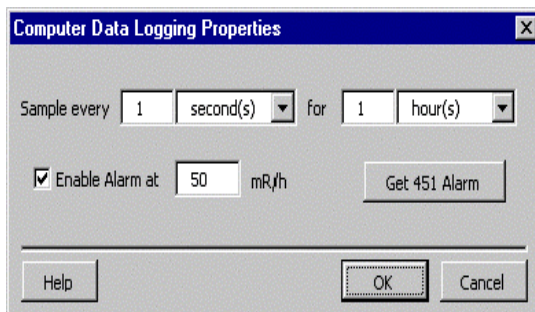 Computer Data Logging Properties
Sample every 1 second(s) for 1 hour(s)
Enable Alarm at 50 mR/h Get 451 Alarm
Help OK Cancel